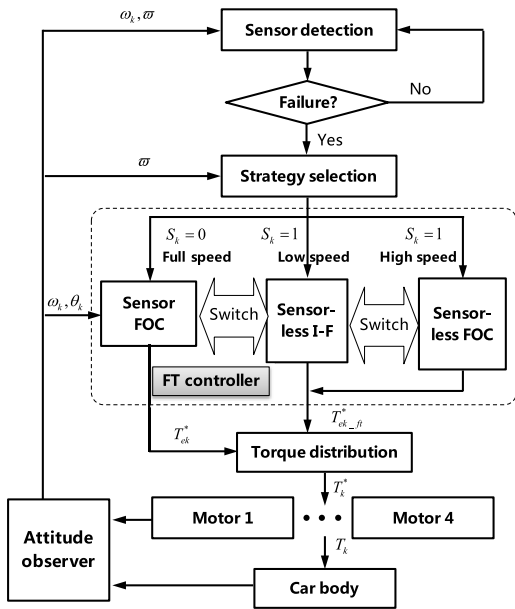 ω_k, ϖ
Sensor detection
Failure?
No
Yes
ϖ
Strategy selection
S_k = 0
S_k = 1
S_k = 1
Full speed
Low speed
High speed
ω_k, θ_k
Sensor
FOC
Switch
Sensor-
less I-F
Switch
Sensor-
less FOC
FT controller
T*_{ek}
T*_{ek_ft}
Torque distribution
T*_k
Motor 1
• • •
Motor 4
Attitude
observer
T_k
Car body